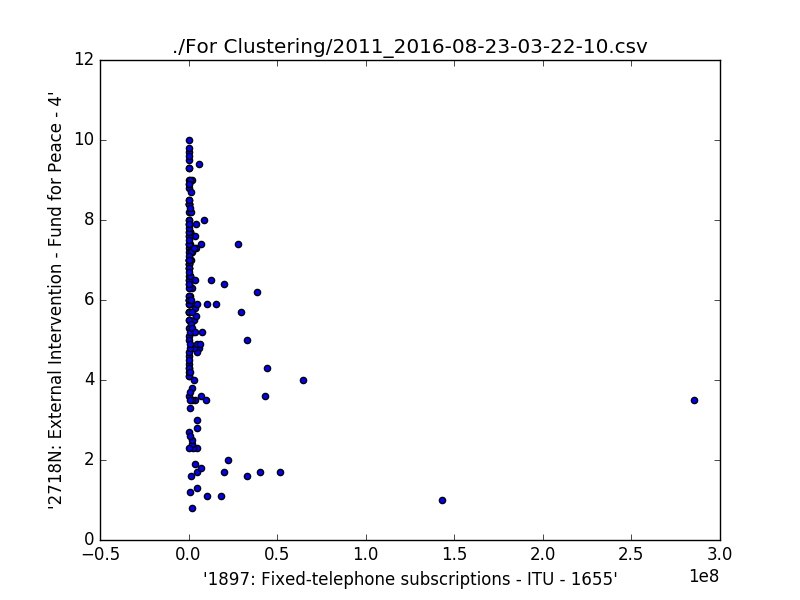 ./For Clustering/2011_2016-08-23-03-22-10.csv
12
10
8
6
4
2
0
'2718N: External Intervention - Fund for Peace - 4'
−0.5 0.0 0.5 1.0 1.5 2.0 2.5 3.0
1e8
'1897: Fixed-telephone subscriptions - ITU - 1655'